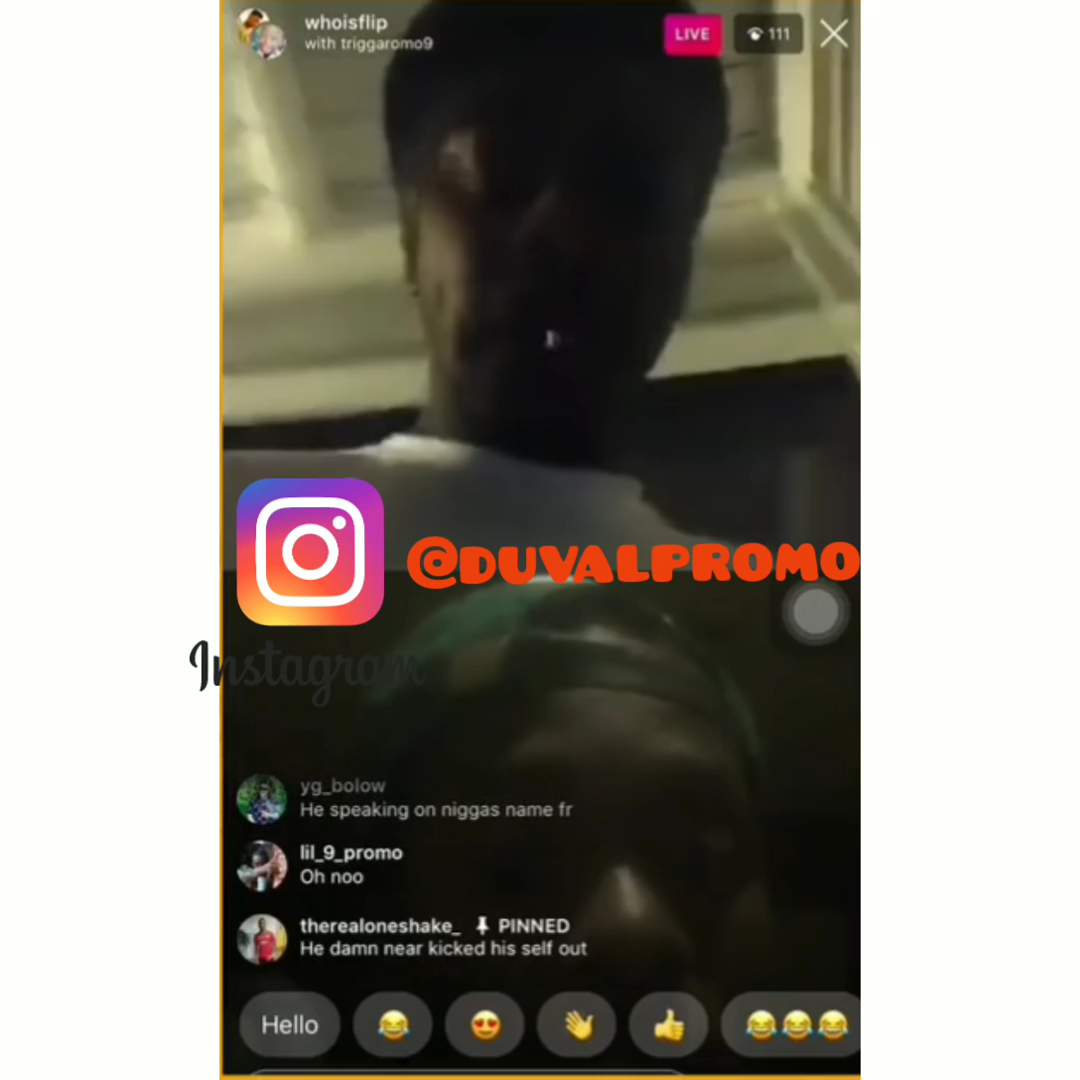 whoisflip
with triggaromo9
LIVE
111
@DUVALPROMO
Instagram
yg_bolow
He speaking on niggas name fr
lil_9_promo
Oh noo
therealoneshake_ PINNED
He damn near kicked his self out
Hello